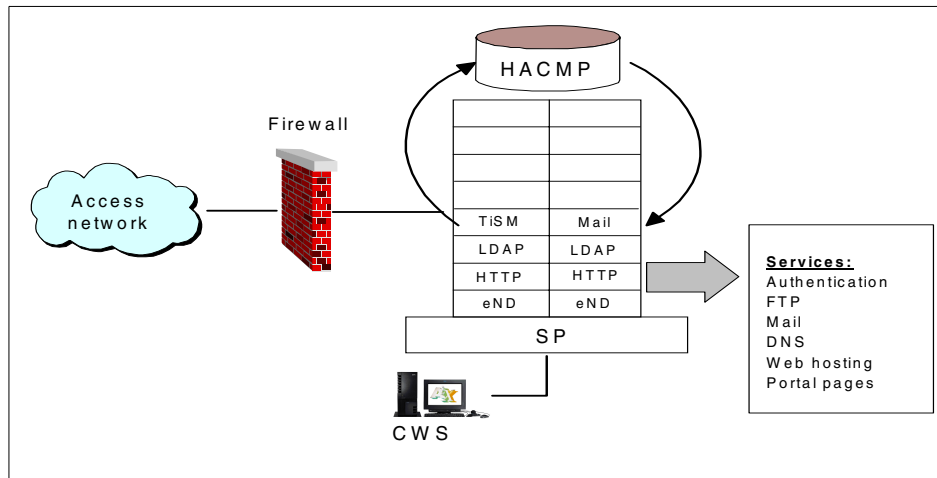 HACMP
Firewall
Access
network
TiSM Mail
LDAP LDAP
HTTP HTTP
eND eND
SP
CWS
Services:
Authentication
FTP
Mail
DNS
Web hosting
Portal pages